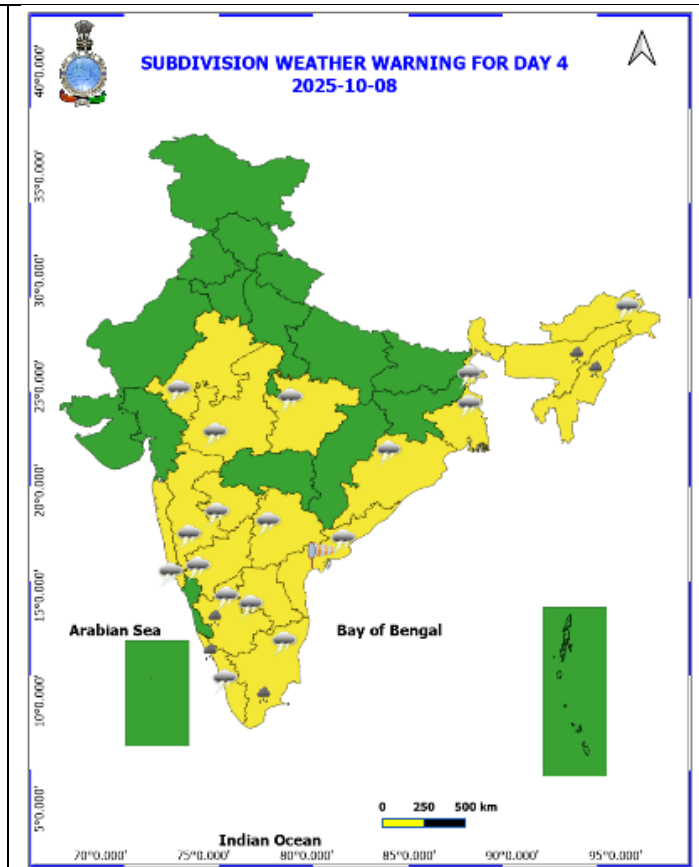 SUBDIVISION WEATHER WARNING FOR DAY 4
2025-10-08
40°0.000'
35°0.000'
30°0.000'
25°0.000'
20°0.000'
15°0.000'
10°0.000'
5°0.000'
Arabian Sea
Bay of Bengal
0 250 500 km
Indian Ocean
70°0.000' 75°0.000' 80°0.000' 85°0.000' 90°0.000' 95°0.000'